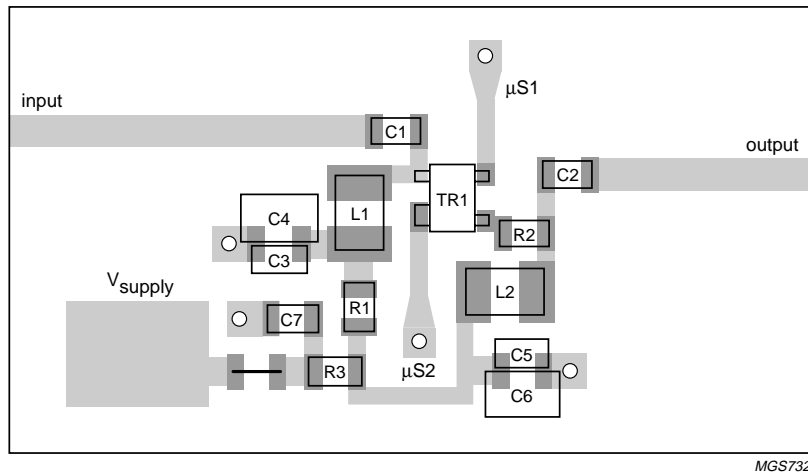 μS1
input
C1
output
C2
TR1
L1
C4
R2
C3
Vsupply
L2
R1
C7
C5
R3
μS2
C6
MGS732